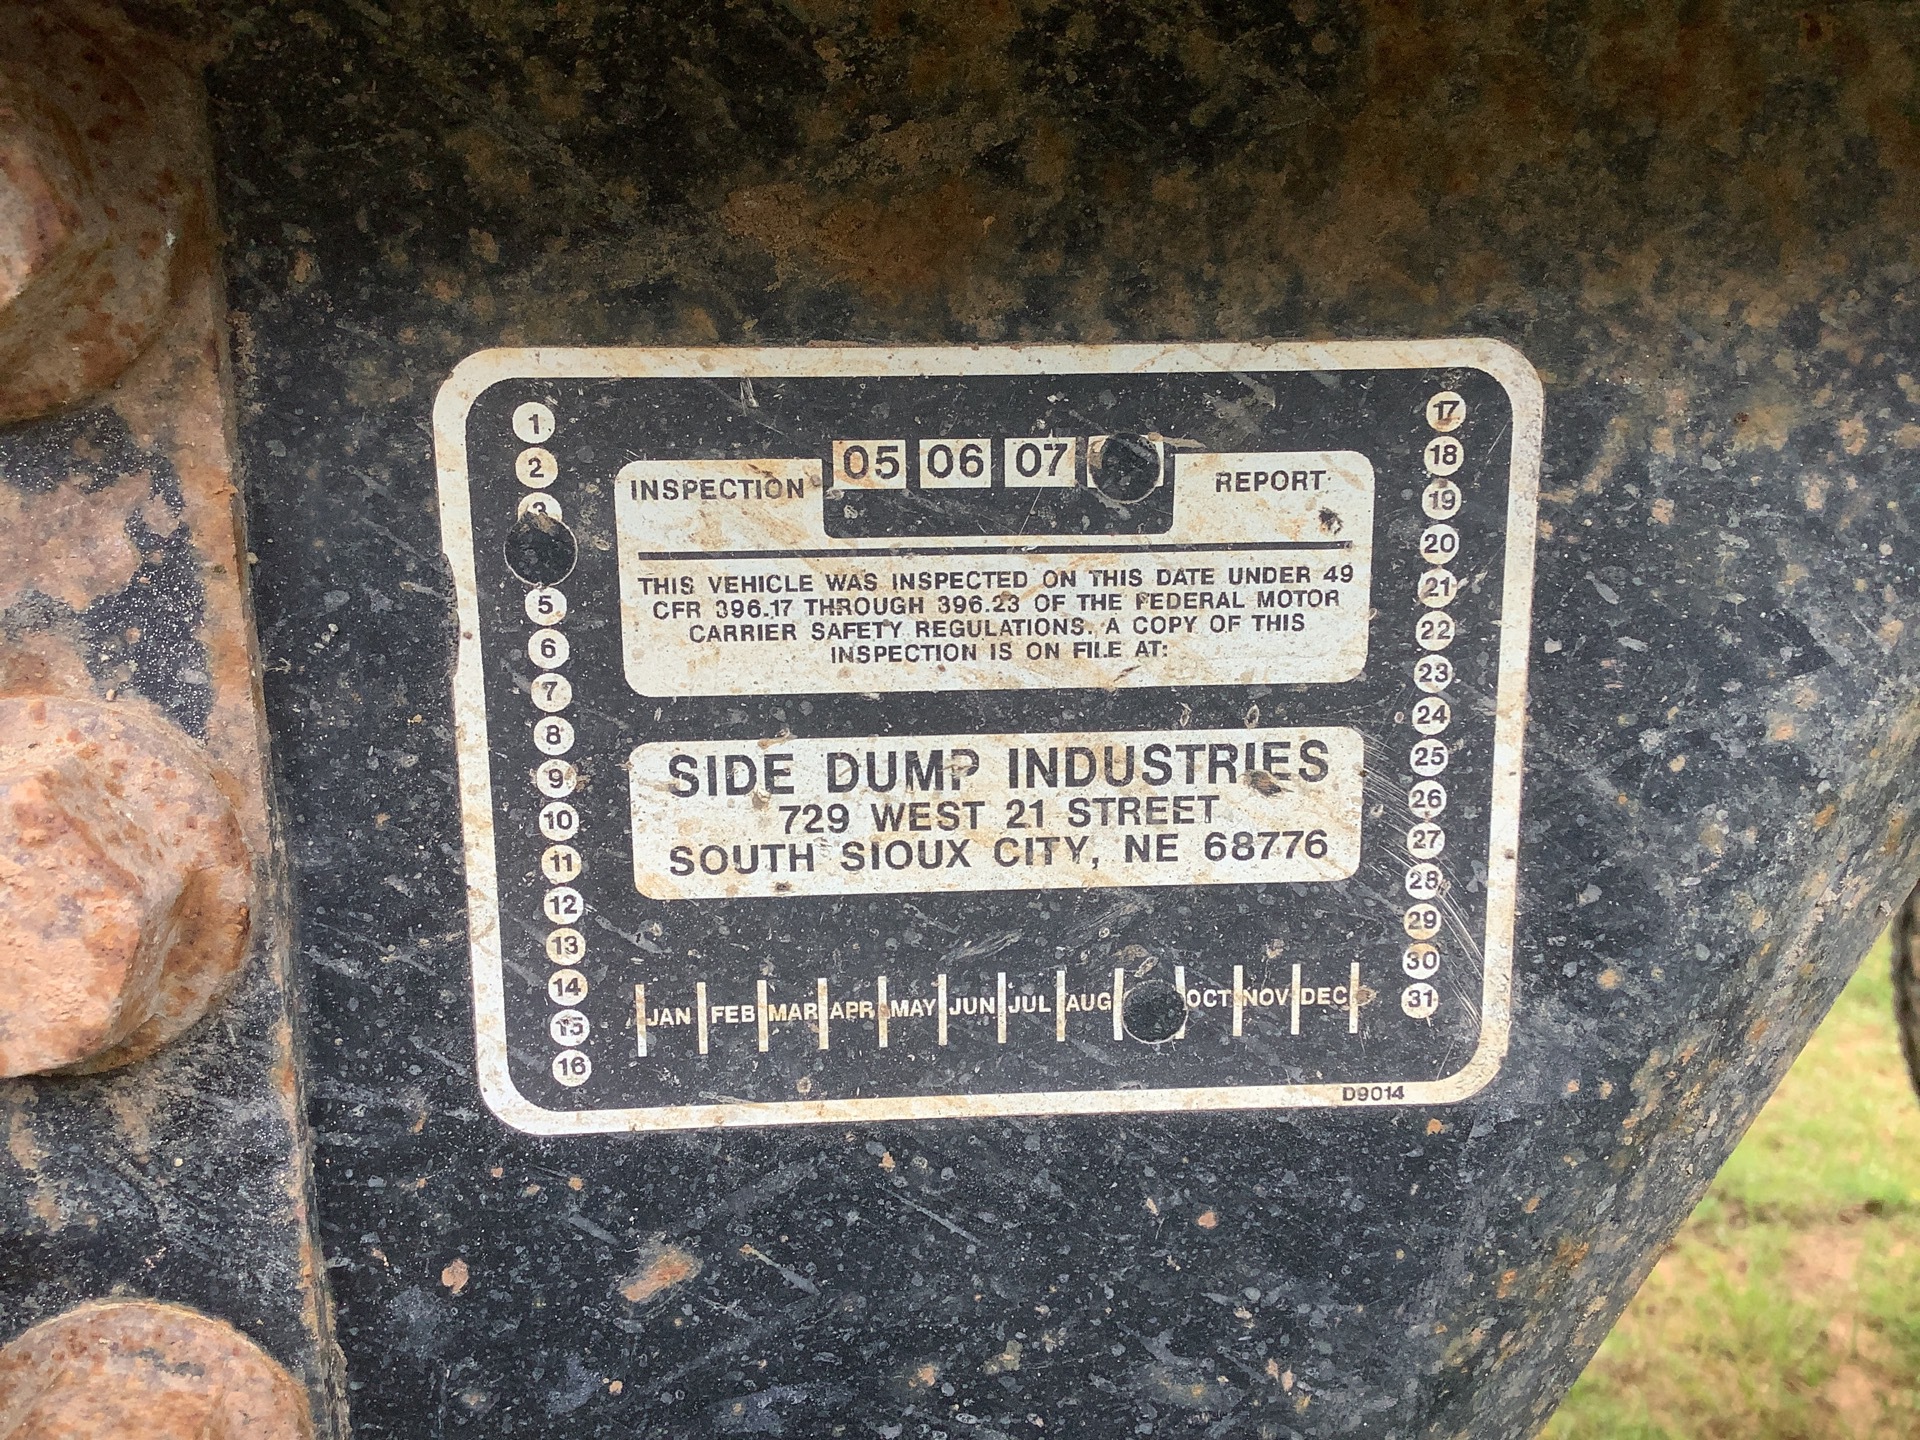 1
2
3
5
6
7
8
9
10
11
12
13
14
15
16
05 06 07
INSPECTION REPORT
THIS VEHICLE WAS INSPECTED ON THIS DATE UNDER 49
CFR 396.17 THROUGH 396.23 OF THE FEDERAL MOTOR
CARRIER SAFETY REGULATIONS. A COPY OF THIS
INSPECTION IS ON FILE AT:
SIDE DUMP INDUSTRIES
729 WEST 21 STREET
SOUTH SIOUX CITY, NE 68776
JAN FEB MAR APR MAY JUN JUL AUG OCT NOV DEC
17
18
19
20
21
22
23
24
25
26
27
28
29
30
31
D9014